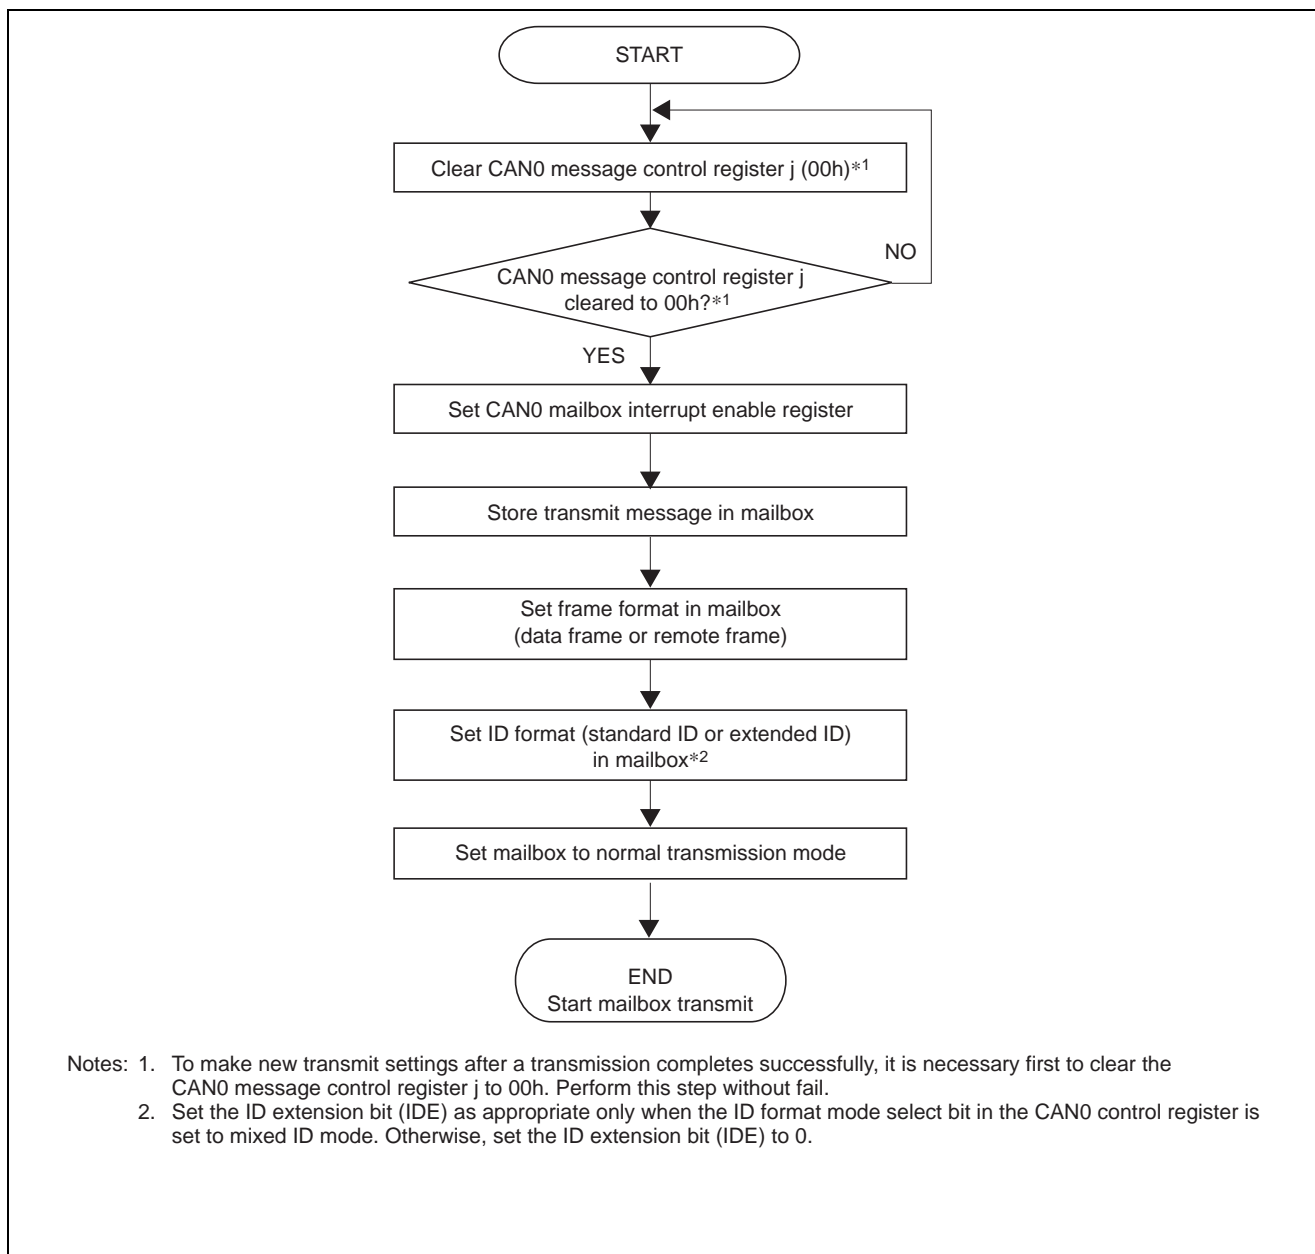 START
Clear CAN0 message control register j (00h)*1
CAN0 message control register j
cleared to 00h?*1
NO
YES
Set CAN0 mailbox interrupt enable register
Store transmit message in mailbox
Set frame format in mailbox
(data frame or remote frame)
Set ID format (standard ID or extended ID)
in mailbox*2
Set mailbox to normal transmission mode
END
Start mailbox transmit
Notes: 1. To make new transmit settings after a transmission completes successfully, it is necessary first to clear the
CAN0 message control register j to 00h. Perform this step without fail.
2. Set the ID extension bit (IDE) as appropriate only when the ID format mode select bit in the CAN0 control register is
set to mixed ID mode. Otherwise, set the ID extension bit (IDE) to 0.